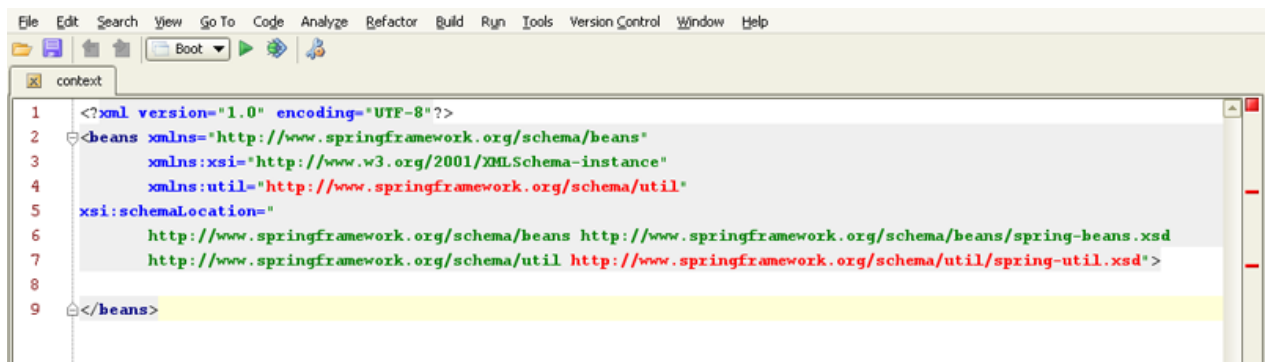 File Edit Search View Go To Code Analyze Refactor Build Run Tools Version Control Window Help
Boot
context
1 <?xml version="1.0" encoding="UTF-8"?>
2 <beans xmlns="http://www.springframework.org/schema/beans"
3 xmlns:xsi="http://www.w3.org/2001/XMLSchema-instance"
4 xmlns:util="http://www.springframework.org/schema/util"
5 xsi:schemaLocation="
6 http://www.springframework.org/schema/beans http://www.springframework.org/schema/beans/spring-beans.xsd
7 http://www.springframework.org/schema/util http://www.springframework.org/schema/util/spring-util.xsd">
8
9 </beans>